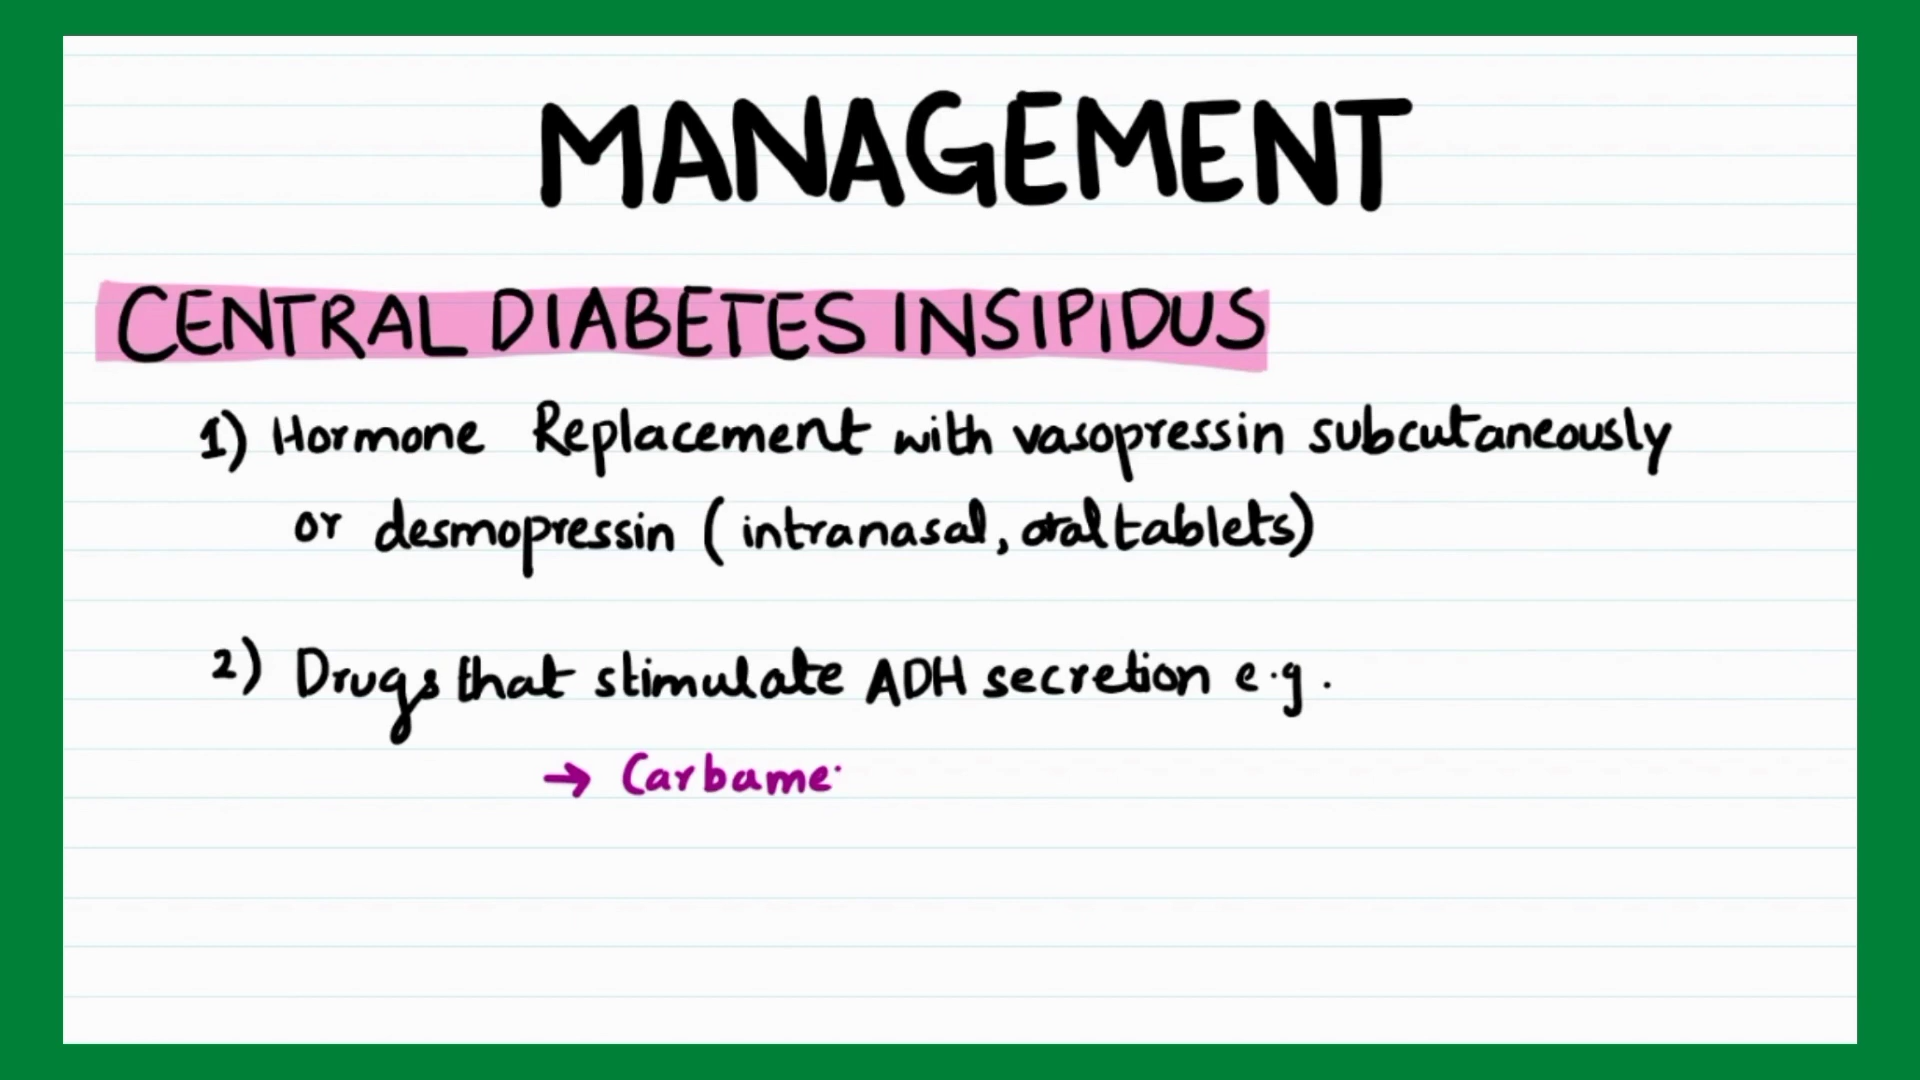 MANAGEMENT
CENTRAL DIABETES INSIPIDUS
1) Hormone Replacement with vasopressin subcutaneously
or desmopressin (intranasal, oral tablets)
2) Drugs that stimulate ADH secretion e.g.
→ Carbame